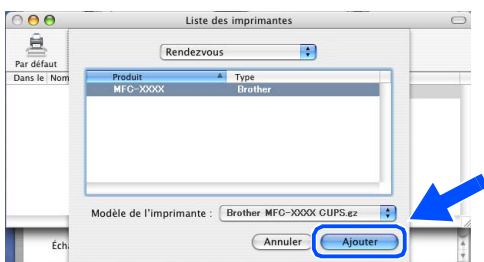 Liste des imprimantes
Rendezvous
Par défaut
Dans le Nom
Produit Type
MFC-XXXX Brother
Modèle de l'imprimante : Brother MFC-XXXX CUPS.gz
Annuler Ajouter